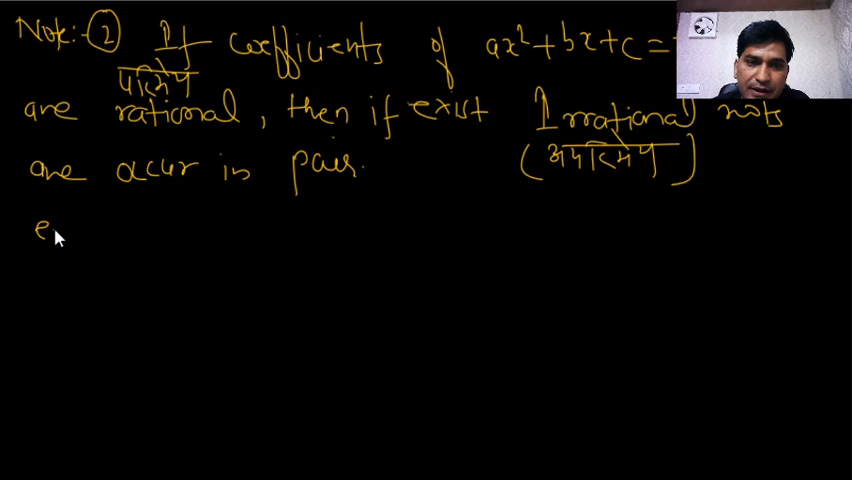 Note:- ② If coefficients of ax²+bx+c=
परिमेय
are rational, then if exist Irrational roots
are occur in pair. (अपरिमेय)
e